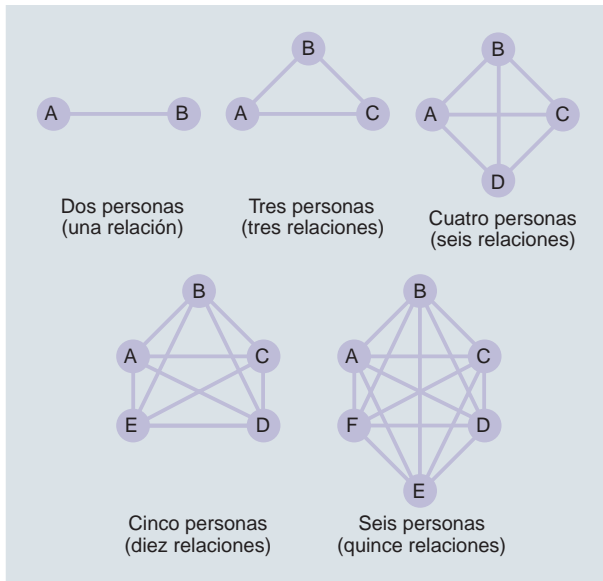 B
A B
A C
B
A C
D
Dos personas
(una relación)
Tres personas
(tres relaciones)
Cuatro personas
(seis relaciones)
B
A C
E D
B
A C
F D
E
Cinco personas
(diez relaciones)
Seis personas
(quince relaciones)